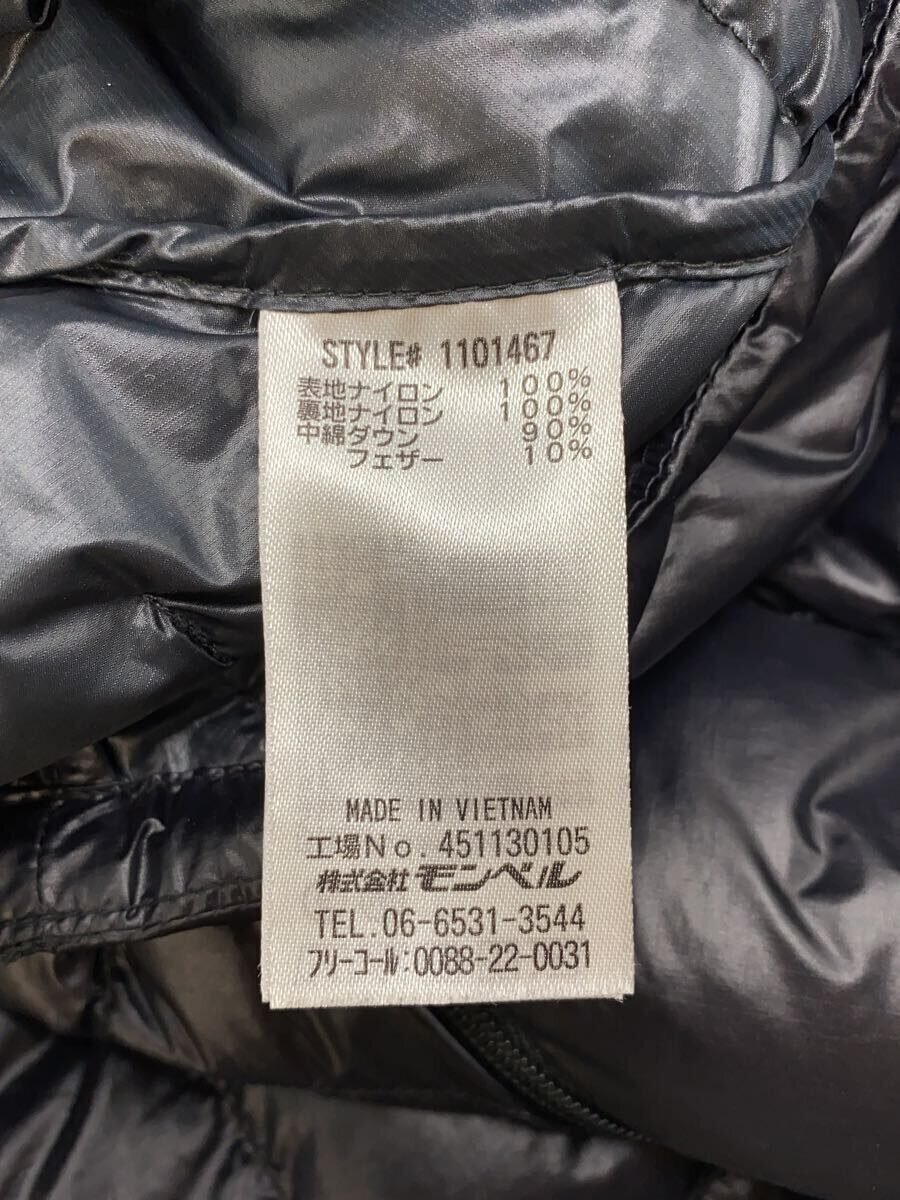 STYLE# 1101467
表地ナイロン 100%
裏地ナイロン 100%
中綿ダウン 90%
フェザー 10%
MADE IN VIETNAM
工場No.451130105
株式会社モンベル
TEL.06-6531-3544
フリーコール:0088-22-0031